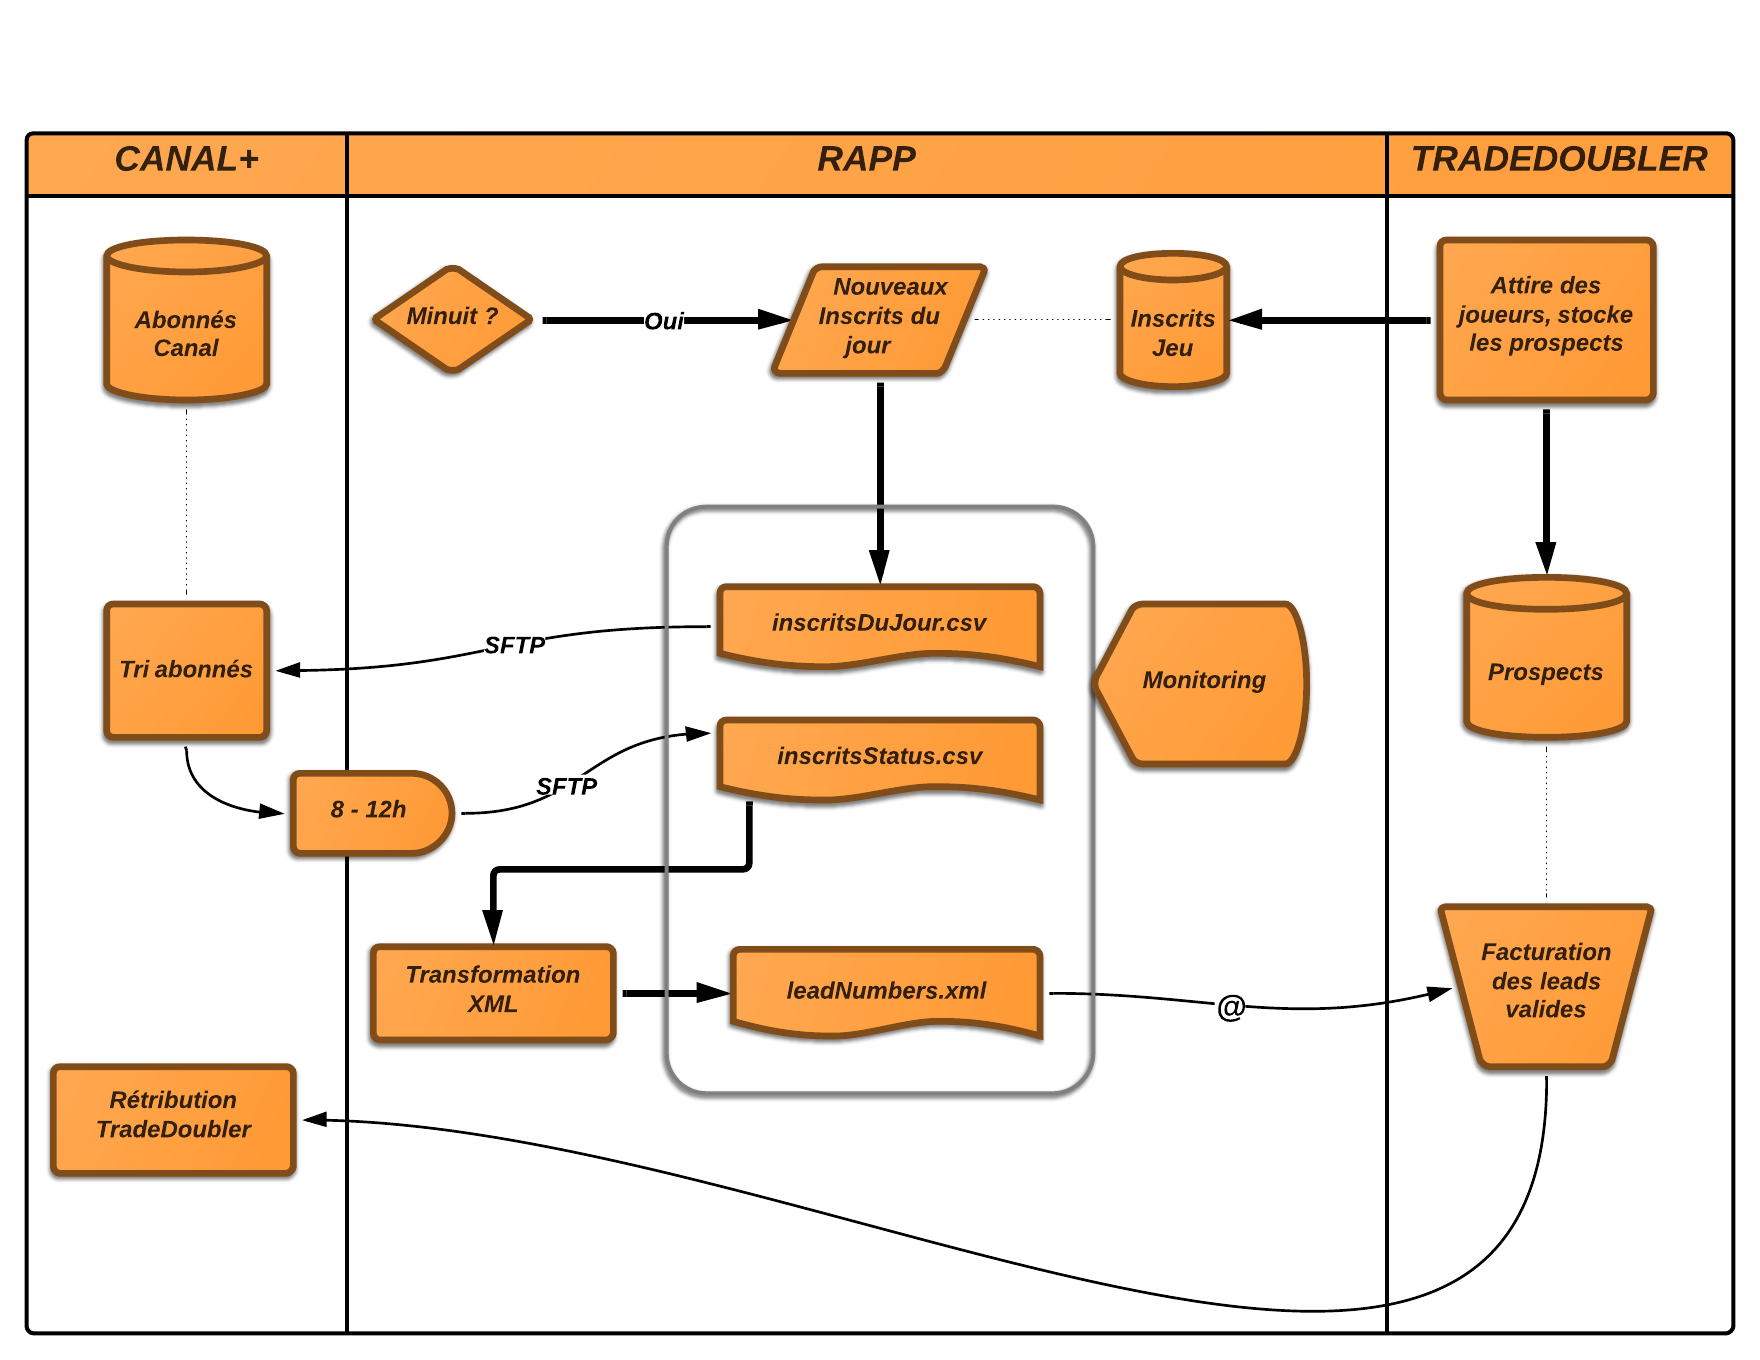 CANAL+
RAPP
TRADEDOUBLER
Abonnés
Canal
Minuit ?
Oui
Nouveaux
Inscrits du
jour
Inscrits
Jeu
Attire des
joueurs, stocke
les prospects
Tri abonnés
SFTP
inscritsDuJour.csv
Monitoring
Prospects
8 - 12h
SFTP
inscritsStatus.csv
Transformation
XML
leadNumbers.xml
@
Facturation
des leads
valides
Rétribution
TradeDoubler